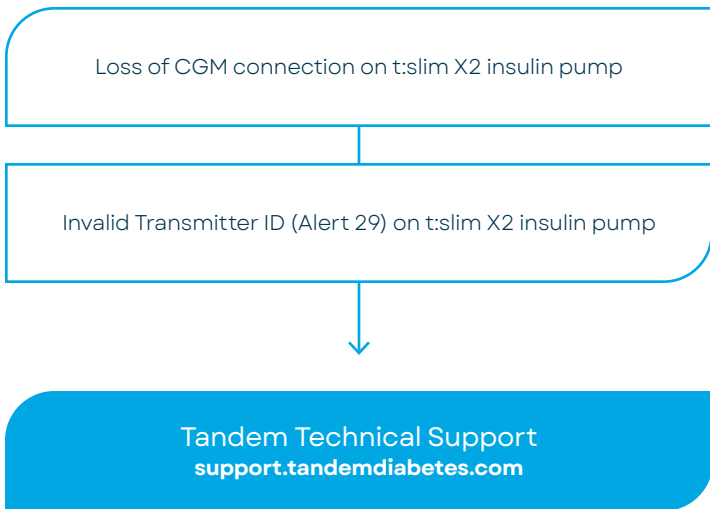 Loss of CGM connection on t:slim X2 insulin pump
Invalid Transmitter ID (Alert 29) on t:slim X2 insulin pump
Tandem Technical Support
support.tandemdiabetes.com